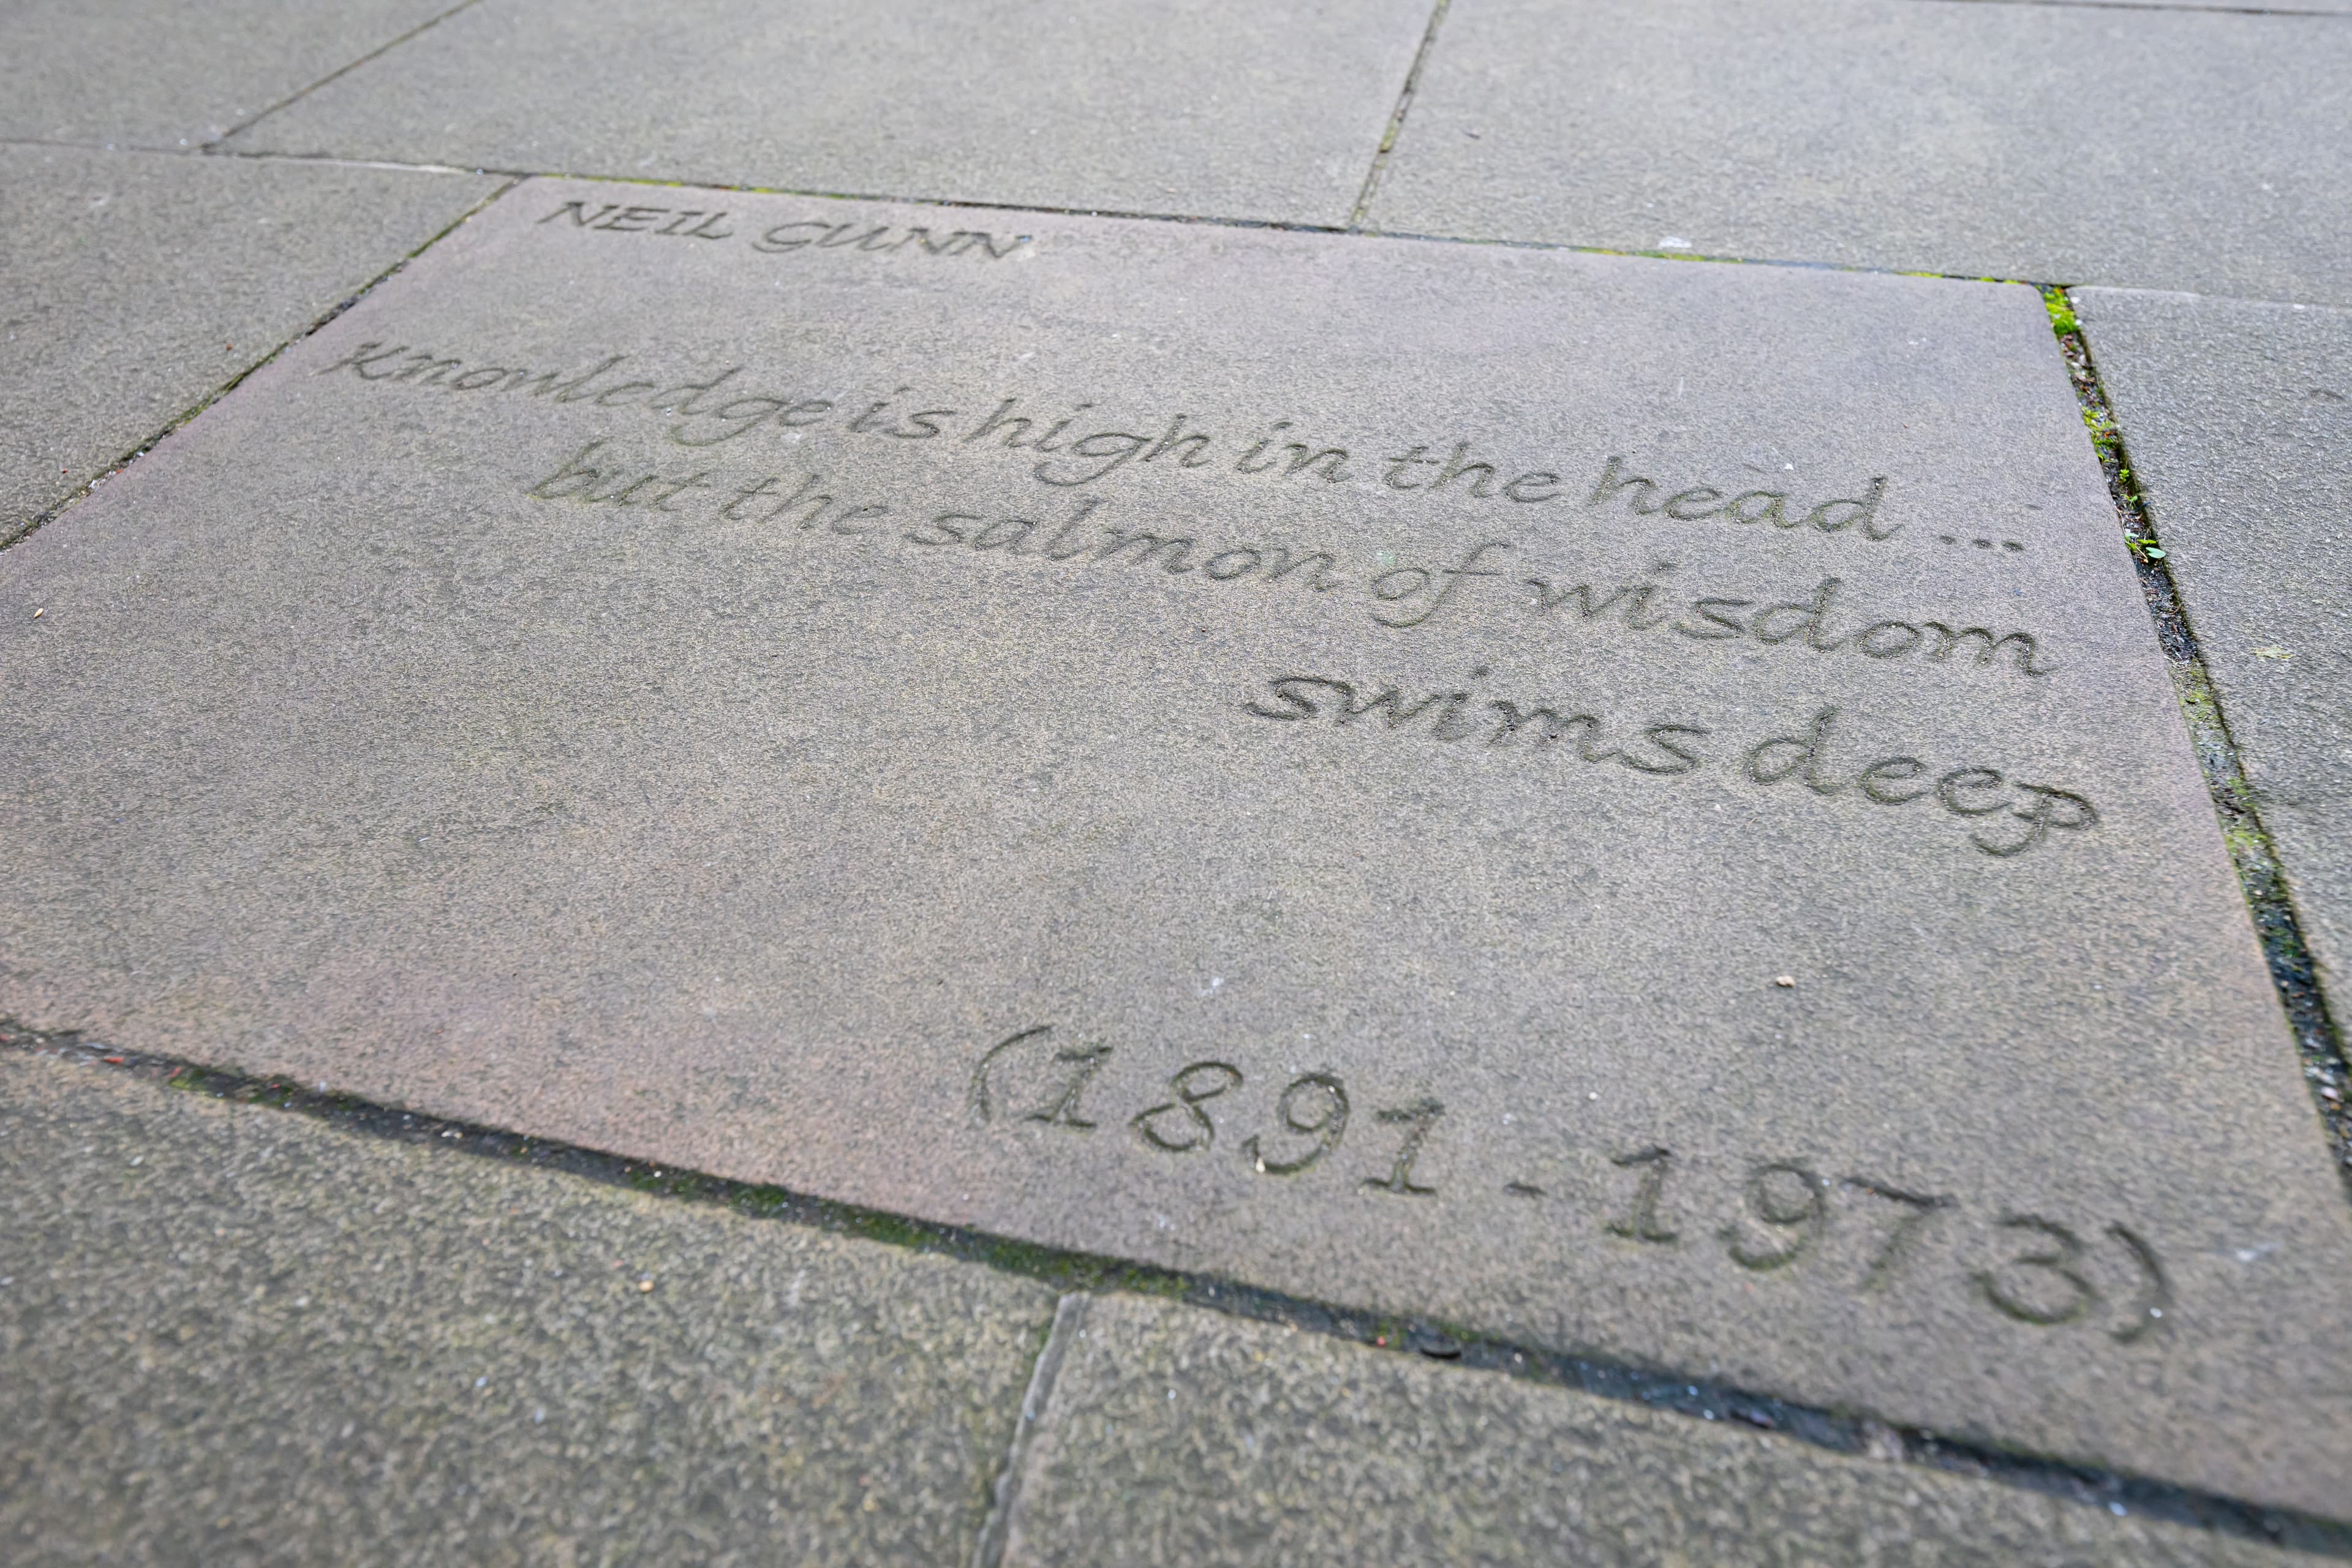 NEIL GUNN
Knowledge is high in the head ...
but the salmon of wisdom
swims deep
(1891-1973)